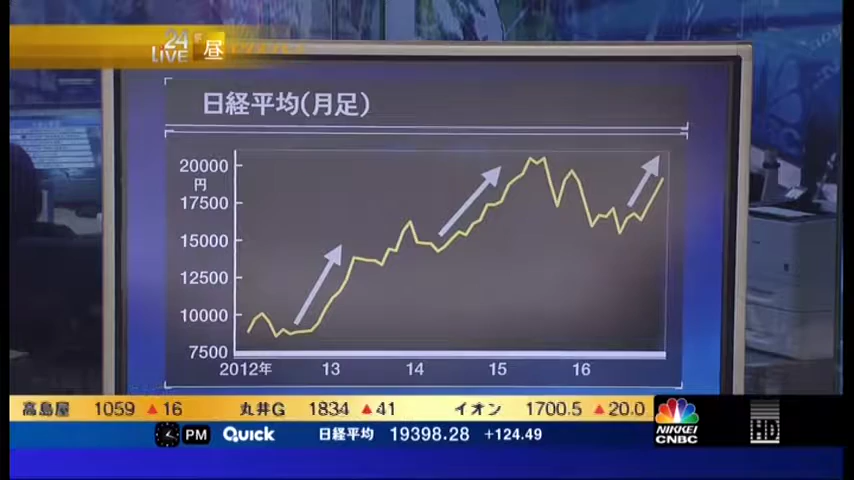 24
LIVE 昼
日経平均(月足)
20000
円
17500
15000
12500
10000
7500
2012年 13 14 15 16
高島屋 1059 ▲ 16 丸井G 1834 ▲ 41 イオン 1700.5 ▲ 20.0
PM Quick 日経平均 19398.28 +124.49
NIKKEI
CNBC
HD